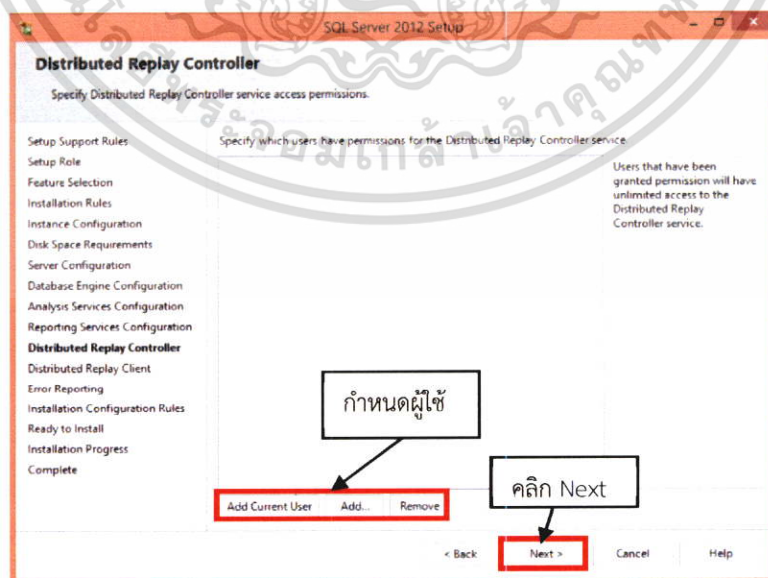 SQL Server 2012 Setup
Distributed Replay Controller
Specify Distributed Replay Controller service access permissions.
Setup Support Rules
Setup Role
Feature Selection
Installation Rules
Instance Configuration
Disk Space Requirements
Server Configuration
Database Engine Configuration
Analysis Services Configuration
Reporting Services Configuration
Distributed Replay Controller
Distributed Replay Client
Error Reporting
Installation Configuration Rules
Ready to Install
Installation Progress
Complete
Specify which users have permissions for the Distributed Replay Controller service.
Users that have been
granted permission will have
unlimited access to the
Distributed Replay
Controller service.
กำหนดผู้ใช้
คลิก Next
Add Current User Add... Remove
< Back Next > Cancel Help